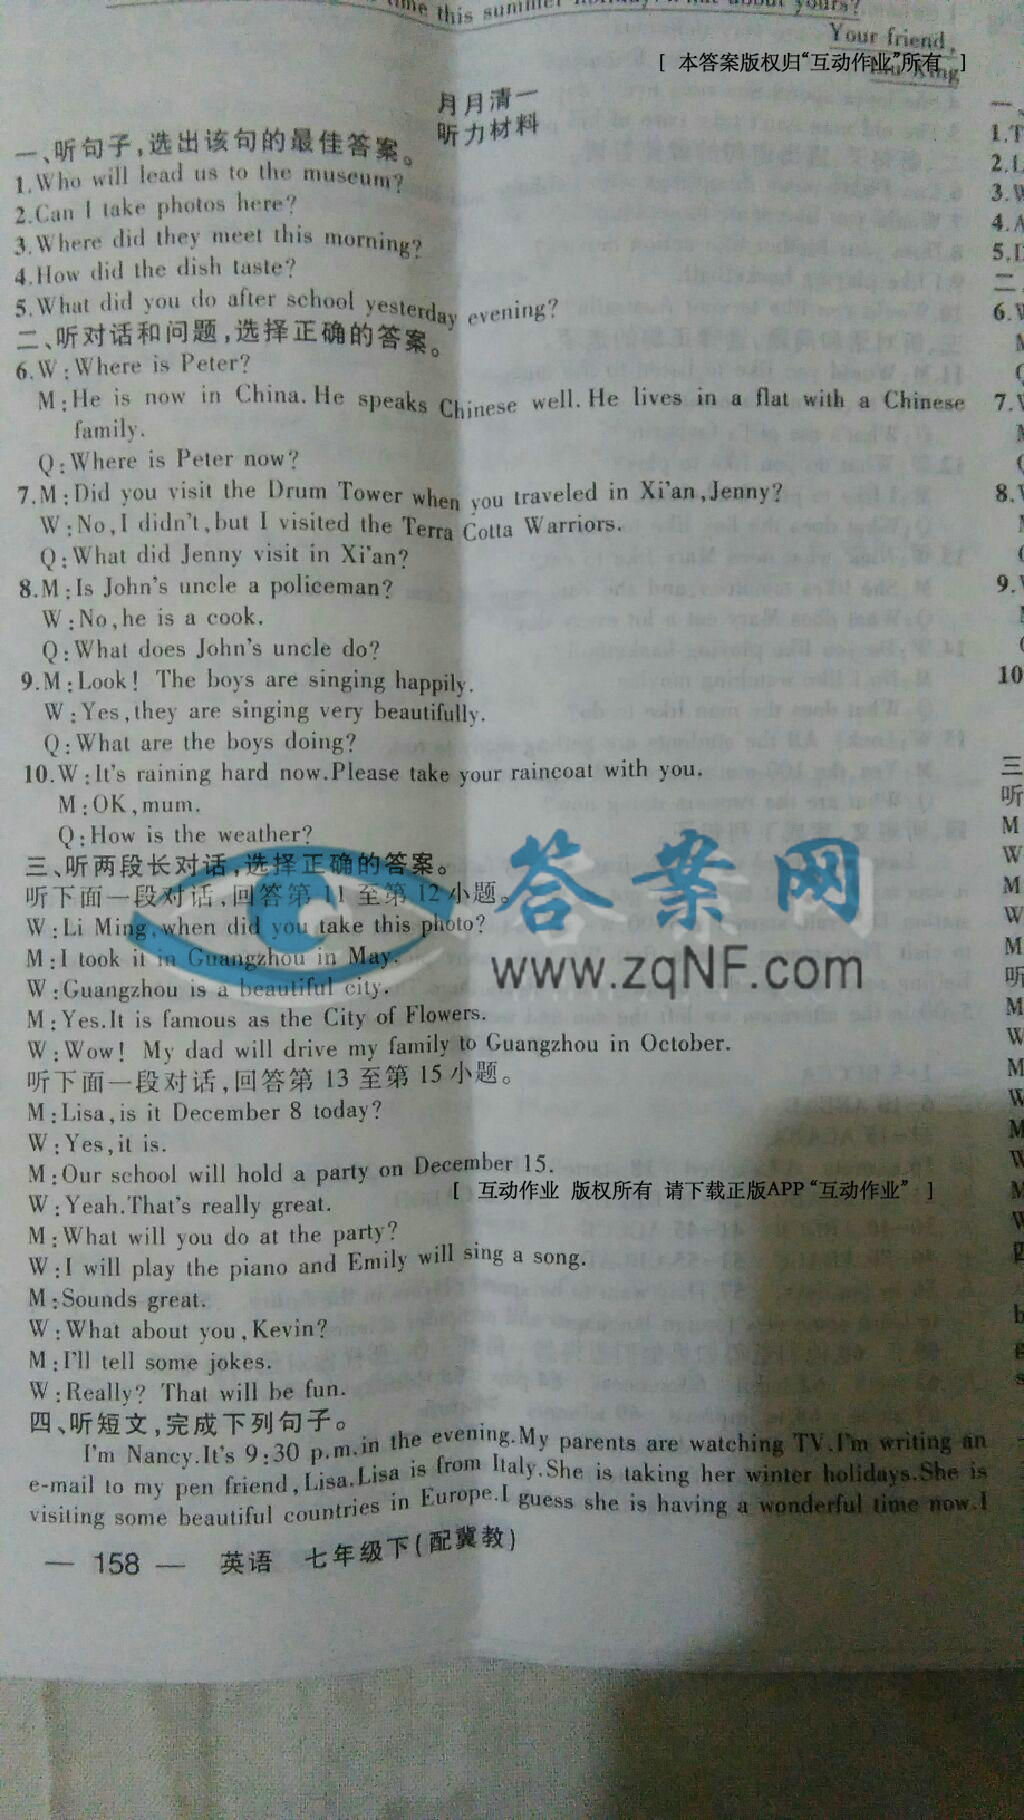 time this summer
yours?
Your friend,
[ 本答案版权归“互动作业”所有 ]
月月清一
听力材料
一、听句子,选出该句的最佳答案。
1.Who will lead us to the museum?
2.Can I take photos here?
3.Where did they meet this morning?
4.How did the dish taste?
5.What did you do after school yesterday evening?
二、听对话和问题,选择正确的答案。
6.W:Where is Peter?
M:He is now in China. He speaks Chinese well. He lives in a flat with a Chinese
family.
Q:Where is Peter now?
7.M:Did you visit the Drum Tower when you traveled in Xi'an,Jenny?
W:No,I didn't,but I visited the Terra Cotta Warriors.
Q:What did Jenny visit in Xi'an?
8.M:Is John's uncle a policeman?
W:No,he is a cook.
Q:What does John's uncle do?
9.M:Look! The boys are singing happily.
W:Yes,they are singing very beautifully.
Q:What are the boys doing?
10.W:It's raining hard now.Please take your raincoat with you.
M:OK,mum.
Q:How is the weather?
三、听两段长对话,选择正确的答案。
听下面一段对话,回答第 11 至第 12 小题。
W:Li Ming,when did you take this photo?
M:I took it in Guangzhou in May.
W:Guangzhou is a beautiful city.
M:Yes.It is famous as the City of Flowers.
W:Wow! My dad will drive my family to Guangzhou in October.
听下面一段对话,回答第 13 至第 15 小题。
M:Lisa,is it December 8 today?
W:Yes,it is.
M:Our school will hold a party on December 15.
W:Yeah.That's really great.
M:What will you do at the party?
W:I will play the piano and Emily will sing a song.
M:Sounds great.
W:What about you,Kevin?
M:I'll tell some jokes.
W:Really? That will be fun.
四、听短文,完成下列句子。
I'm Nancy.It's 9:30 p.m.in the evening.My parents are watching TV.I'm writing an
e-mail to my pen friend,Lisa.Lisa is from Italy.She is taking her winter holidays.She is
visiting some beautiful countries in Europe.I guess she is having a wonderful time now.I
— 158 — 英语 七年级下(配冀教)
答案网
www.zqNF.com
[ 互动作业 版权所有 请下载正版APP “互动作业” ]